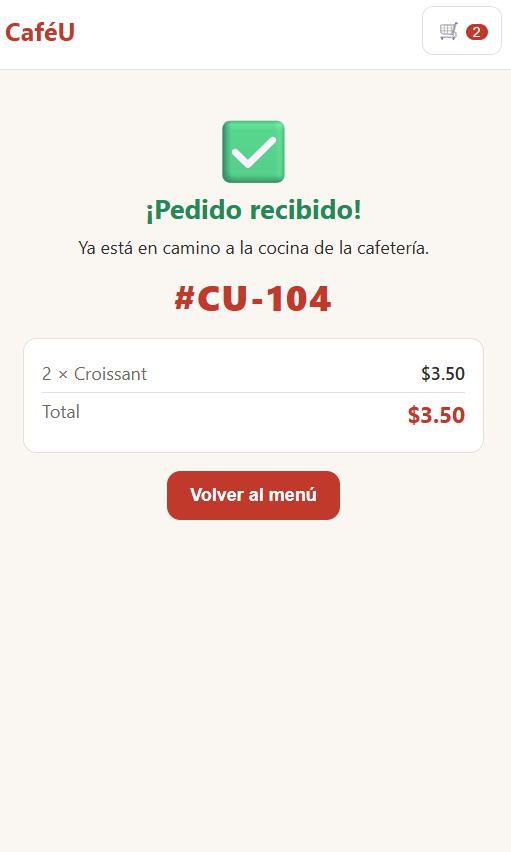 CaféU
2
¡Pedido recibido!
Ya está en camino a la cocina de la cafetería.
#CU-104
2 × Croissant $3.50
Total $3.50
Volver al menú